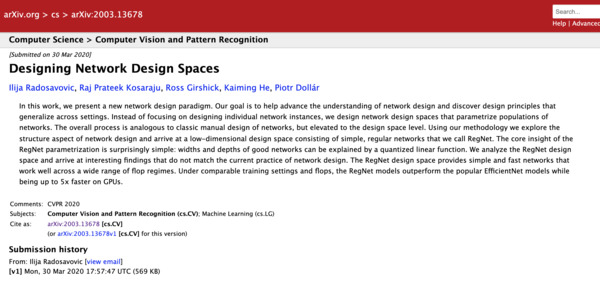 arXiv.org > cs > arXiv:2003.13678
Search...
Help | Advanced
Computer Science > Computer Vision and Pattern Recognition
[Submitted on 30 Mar 2020]
Designing Network Design Spaces
Ilija Radosavovic, Raj Prateek Kosaraju, Ross Girshick, Kaiming He, Piotr Dollár
In this work, we present a new network design paradigm. Our goal is to help advance the understanding of network design and discover design principles that
generalize across settings. Instead of focusing on designing individual network instances, we design network design spaces that parametrize populations of
networks. The overall process is analogous to classic manual design of networks, but elevated to the design space level. Using our methodology we explore the
structure aspect of network design and arrive at a low-dimensional design space consisting of simple, regular networks that we call RegNet. The core insight of the
RegNet parametrization is surprisingly simple: widths and depths of good networks can be explained by a quantized linear function. We analyze the RegNet design
space and arrive at interesting findings that do not match the current practice of network design. The RegNet design space provides simple and fast networks that
work well across a wide range of flop regimes. Under comparable training settings and flops, the RegNet models outperform the popular EfficientNet models while
being up to 5x faster on GPUs.
Comments: CVPR 2020
Subjects: Computer Vision and Pattern Recognition (cs.CV); Machine Learning (cs.LG)
Cite as: arXiv:2003.13678 [cs.CV]
(or arXiv:2003.13678v1 [cs.CV] for this version)
Submission history
From: Ilija Radosavovic [view email]
[v1] Mon, 30 Mar 2020 17:57:47 UTC (569 KB)